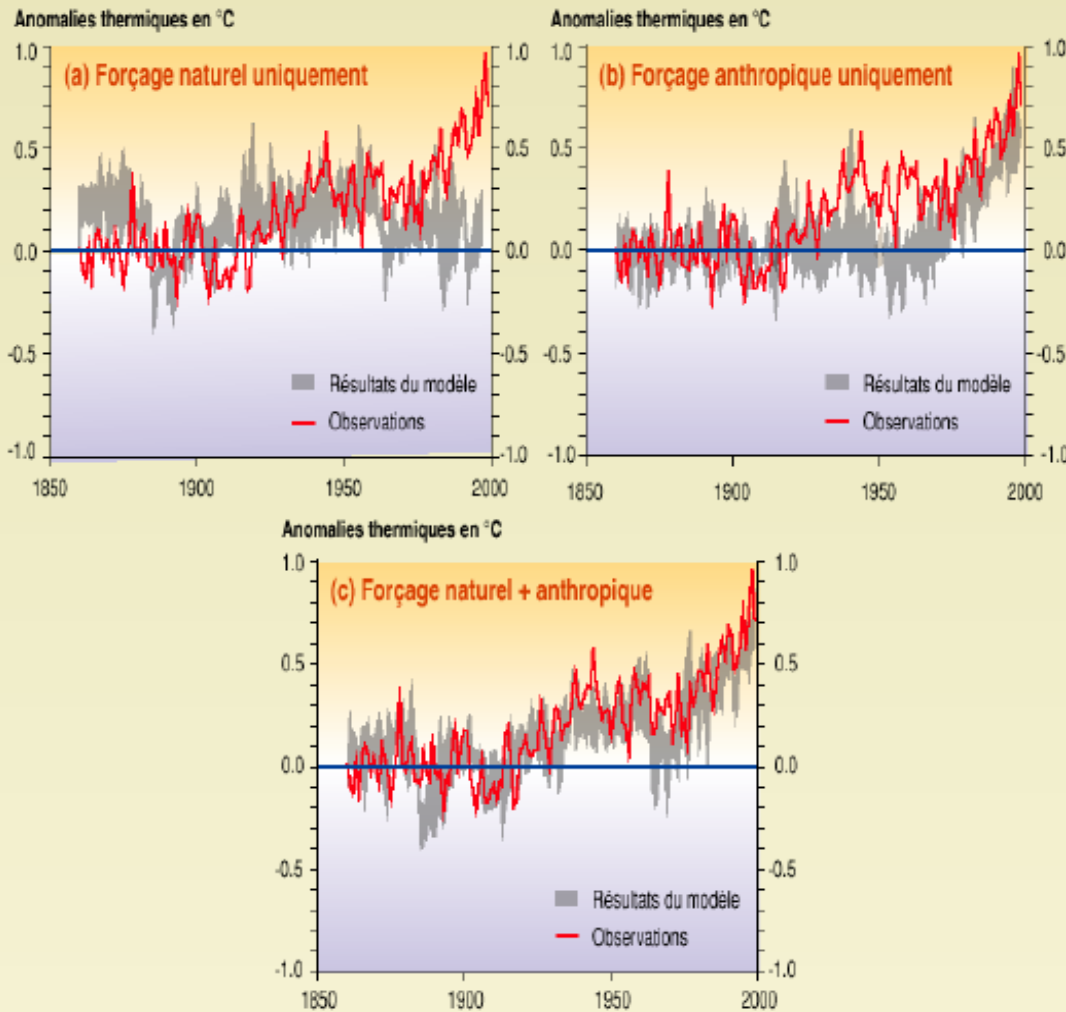 Anomalies thermiques en °C
1.0
0.5
0.0
-0.5
-1.0
(a) Forçage naturel uniquement
1.0
0.5
0.0
-0.5
-1.0
Résultats du modèle
Observations
1850 1900 1950 2000
Anomalies thermiques en °C
1.0
0.5
0.0
-0.5
-1.0
(b) Forçage anthropique uniquement
1.0
0.5
0.0
-0.5
-1.0
Résultats du modèle
Observations
1850 1900 1950 2000
Anomalies thermiques en °C
1.0
0.5
0.0
-0.5
-1.0
(c) Forçage naturel + anthropique
1.0
0.5
0.0
-0.5
-1.0
Résultats du modèle
Observations
1850 1900 1950 2000